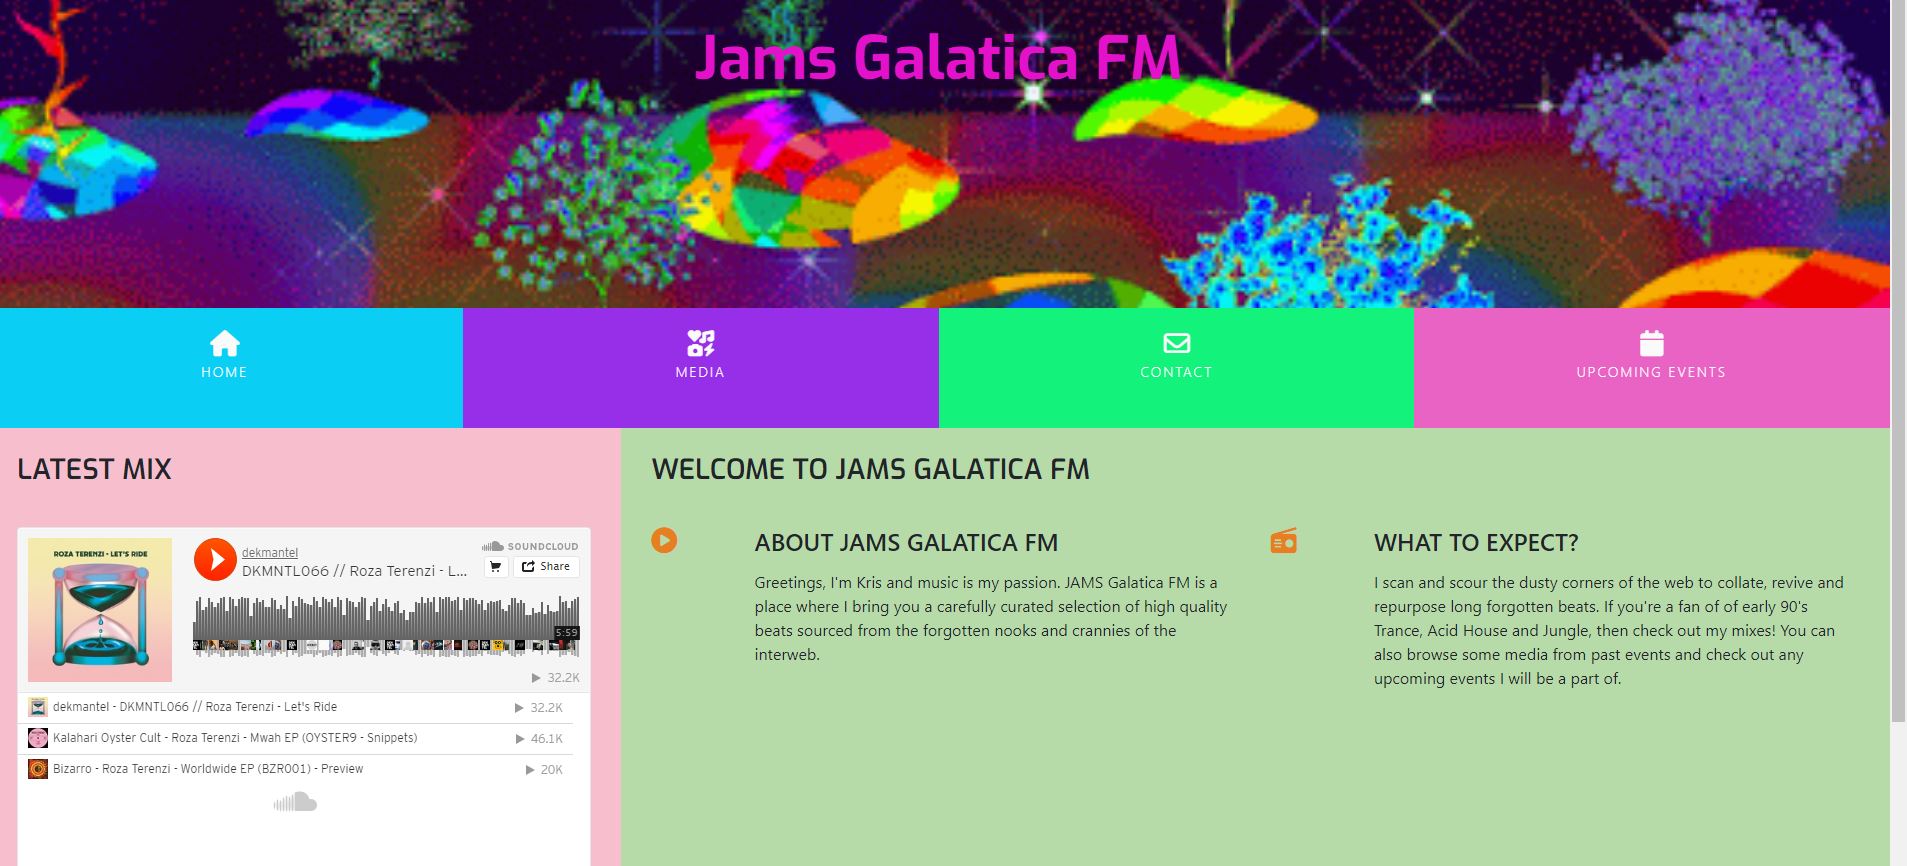 Jams Galatica FM
HOME
MEDIA
CONTACT
UPCOMING EVENTS
LATEST MIX
ROZA TERENZI - LET'S RIDE
dekmantel
DKMNTL066 // Roza Terenzi - L...
SOUNDCLOUD
Share
5:59
32.2K
dekmantel - DKMNTL066 // Roza Terenzi - Let's Ride 32.2K
Kalahari Oyster Cult - Roza Terenzi - Mwah EP (OYSTER9 - Snippets) 46.1K
Bizarro - Roza Terenzi - Worldwide EP (BZR001) - Preview 20K
WELCOME TO JAMS GALATICA FM
ABOUT JAMS GALATICA FM
Greetings, I'm Kris and music is my passion. JAMS Galatica FM is a
place where I bring you a carefully curated selection of high quality
beats sourced from the forgotten nooks and crannies of the
interweb.
WHAT TO EXPECT?
I scan and scour the dusty corners of the web to collate, revive and
repurpose long forgotten beats. If you're a fan of of early 90's
Trance, Acid House and Jungle, then check out my mixes! You can
also browse some media from past events and check out any
upcoming events I will be a part of.